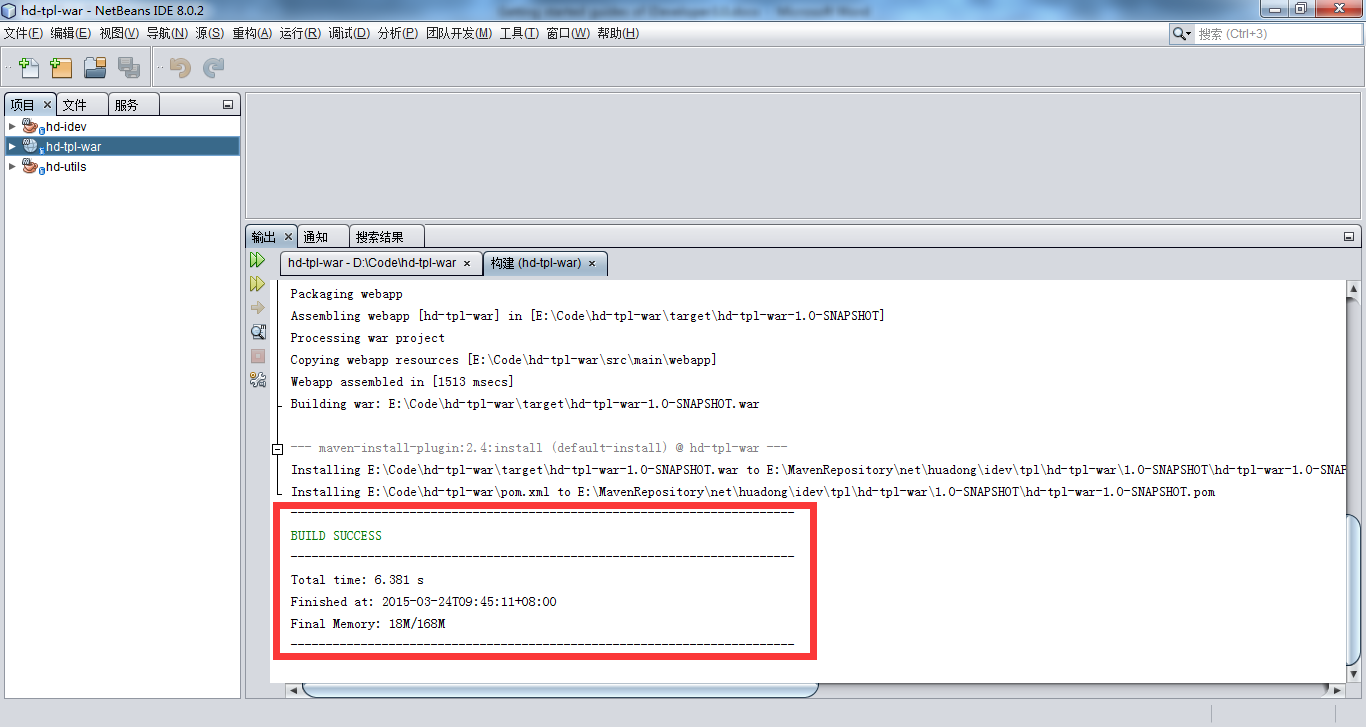 hd-tpl-war - NetBeans IDE 8.0.2
文件(F) 编辑(E) 视图(V) 导航(N) 源(S) 重构(A) 运行(R) 调试(D) 分析(P) 团队开发(M) 工具(T) 窗口(W) 帮助(H)
搜索 (Ctrl+3)
项目 文件 服务
hd-idev
hd-tpl-war
hd-utils
输出 通知 搜索结果
hd-tpl-war - D:\Code\hd-tpl-war 构建 (hd-tpl-war)
Packaging webapp
Assembling webapp [hd-tpl-war] in [E:\Code\hd-tpl-war\target\hd-tpl-war-1.0-SNAPSHOT]
Processing war project
Copying webapp resources [E:\Code\hd-tpl-war\src\main\webapp]
Webapp assembled in [1513 msecs]
Building war: E:\Code\hd-tpl-war\target\hd-tpl-war-1.0-SNAPSHOT.war
--- maven-install-plugin:2.4:install (default-install) @ hd-tpl-war ---
Installing E:\Code\hd-tpl-war\target\hd-tpl-war-1.0-SNAPSHOT.war to E:\MavenRepository\net\huadong\idev\tpl\hd-tpl-war\1.0-SNAPSHOT\hd-tpl-war-1.0-SNAP
Installing E:\Code\hd-tpl-war\pom.xml to E:\MavenRepository\net\huadong\idev\tpl\hd-tpl-war\1.0-SNAPSHOT\hd-tpl-war-1.0-SNAPSHOT.pom
------------------------------------------------------------------------
BUILD SUCCESS
------------------------------------------------------------------------
Total time: 6.381 s
Finished at: 2015-03-24T09:45:11+08:00
Final Memory: 18M/168M
------------------------------------------------------------------------